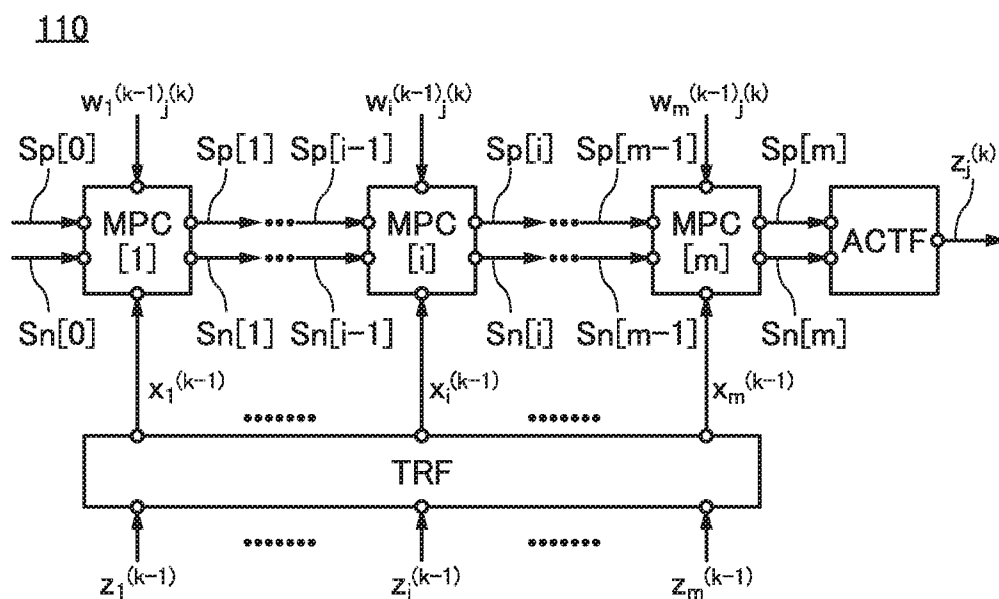 110
w₁⁽ᵏ⁻¹⁾ⱼ⁽ᵏ⁾ wᵢ⁽ᵏ⁻¹⁾ⱼ⁽ᵏ⁾ wₘ⁽ᵏ⁻¹⁾ⱼ⁽ᵏ⁾
Sp[0] Sp[1] Sp[i−1] Sp[i] Sp[m−1] Sp[m] zⱼ⁽ᵏ⁾
MPC [1]
MPC [i]
MPC [m]
ACTF
Sn[0] Sn[1] Sn[i−1] Sn[i] Sn[m−1] Sn[m]
x₁⁽ᵏ⁻¹⁾ xᵢ⁽ᵏ⁻¹⁾ xₘ⁽ᵏ⁻¹⁾
TRF
z₁⁽ᵏ⁻¹⁾ zᵢ⁽ᵏ⁻¹⁾ zₘ⁽ᵏ⁻¹⁾